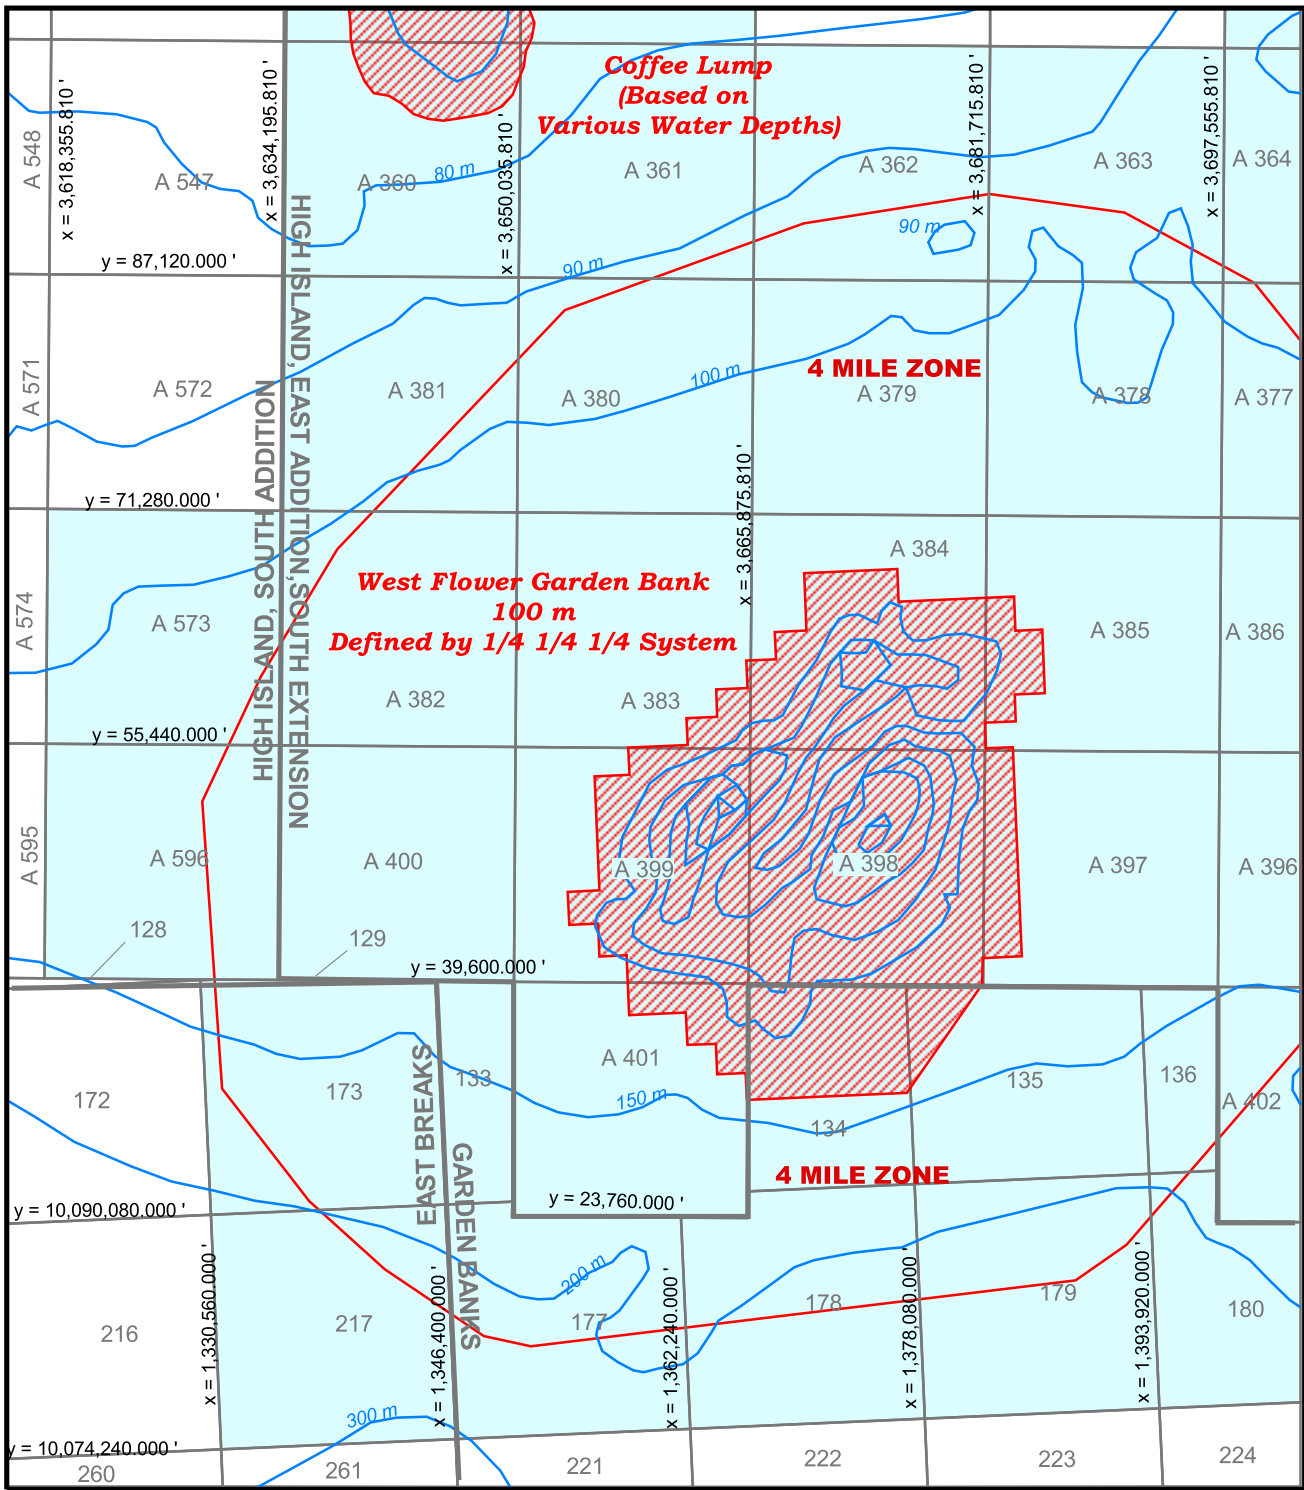 Coffee Lump
(Based on
Various Water Depths)
x = 3,618,355.810 '
x = 3,634,195.810 '
x = 3,650,035.810 '
x = 3,681,715.810 '
x = 3,697,555.810 '
A 548
A 547
A 360
80 m
A 361
A 362
A 363
A 364
90 m
y = 87,120.000 '
90 m
HIGH ISLAND, SOUTH ADDITION
HIGH ISLAND, EAST ADDITION,SOUTH EXTENSION
A 571
A 572
A 381
A 380
100 m
4 MILE ZONE
A 379
A 378
A 377
y = 71,280.000 '
x = 3,665,875.810 '
A 384
West Flower Garden Bank
100 m
Defined by 1/4 1/4 1/4 System
A 574
A 573
A 385
A 386
A 382
A 383
y = 55,440.000 '
A 595
A 596
A 400
A 399
A 398
A 397
A 396
128
129
y = 39,600.000 '
A 401
172
173
133
150 m
134
135
136
A 402
EAST BREAKS
GARDEN BANKS
4 MILE ZONE
y = 23,760.000 '
y = 10,090,080.000 '
x = 1,330,560.000 '
x = 1,346,400.000 '
x = 1,362,240.000 '
x = 1,378,080.000 '
x = 1,393,920.000 '
200 m
216
217
177
178
179
180
300 m
y = 10,074,240.000 '
260
261
221
222
223
224